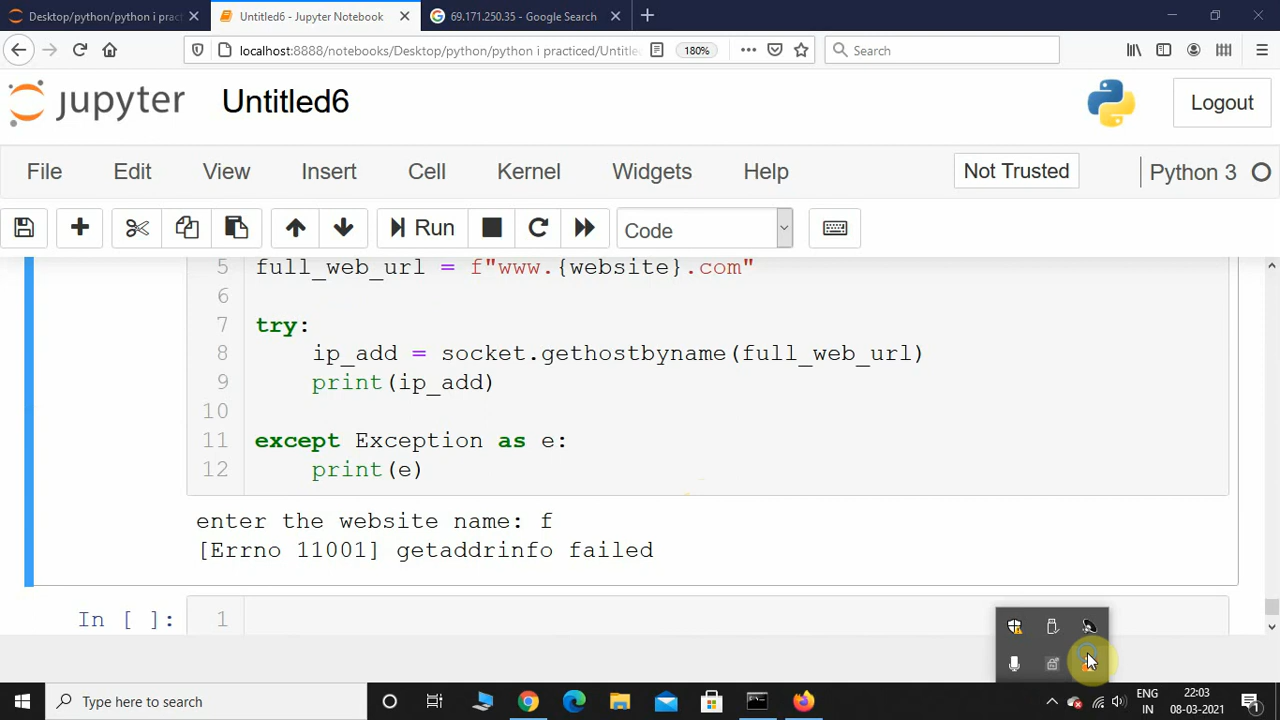 Desktop/python/python i pract
Untitled6 - Jupyter Notebook
69.171.250.35 - Google Search
localhost:8888/notebooks/Desktop/python/python i practiced/Untitle
180%
Search
jupyter
Untitled6
Logout
File
Edit
View
Insert
Cell
Kernel
Widgets
Help
Not Trusted
Python 3
Run
Code
5 full_web_url = f"www.{website}.com"
6
7 try:
8 ip_add = socket.gethostbyname(full_web_url)
9 print(ip_add)
10
11 except Exception as e:
12 print(e)
enter the website name: f
[Errno 11001] getaddrinfo failed
In [ ]: 1
Type here to search
ENG
IN
22:03
08-03-2021
1